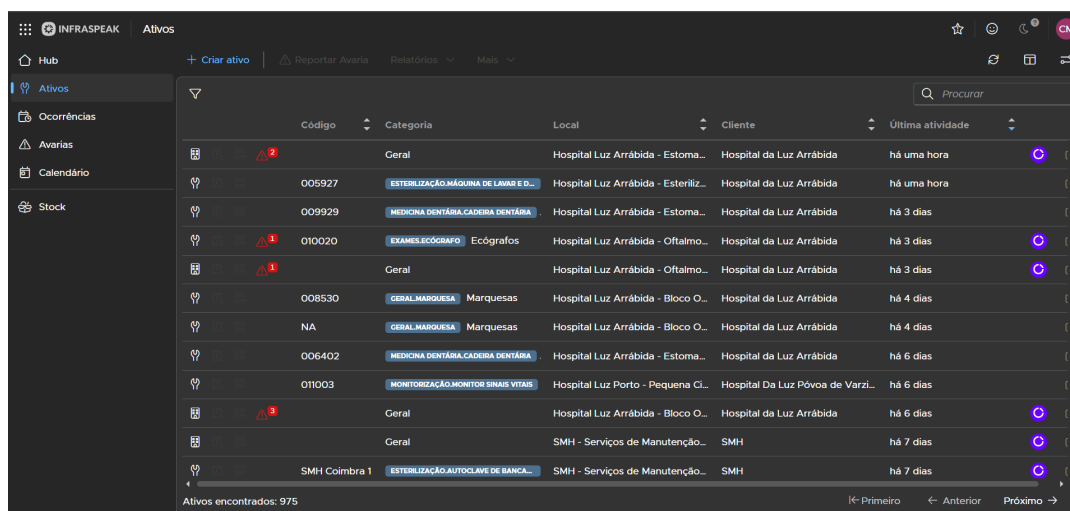 INFRASPEAK Ativos CM
Hub + Criar ativo Reportar Avaria Relatórios Mais
Ativos
Procurar
Ocorrências
Código Categoria Local Cliente Última atividade
Avarias
2 Geral Hospital Luz Arrábida - Estoma... Hospital da Luz Arrábida há uma hora
Calendário
005927 ESTERILIZAÇÃO.MÁQUINA DE LAVAR E D... Hospital Luz Arrábida - Esteriliz... Hospital da Luz Arrábida há uma hora
Stock
009929 MEDICINA DENTÁRIA.CADEIRA DENTÁRIA . Hospital Luz Arrábida - Estoma... Hospital da Luz Arrábida há 3 dias
1 010020 EXAMES.ECÓGRAFO Ecógrafos Hospital Luz Arrábida - Oftalmo... Hospital da Luz Arrábida há 3 dias
1 Geral Hospital Luz Arrábida - Oftalmo... Hospital da Luz Arrábida há 3 dias
008530 GERAL.MARQUESA Marquesas Hospital Luz Arrábida - Bloco O... Hospital da Luz Arrábida há 4 dias
NA GERAL.MARQUESA Marquesas Hospital Luz Arrábida - Bloco O... Hospital da Luz Arrábida há 4 dias
006402 MEDICINA DENTÁRIA.CADEIRA DENTÁRIA . Hospital Luz Arrábida - Estoma... Hospital da Luz Arrábida há 6 dias
011003 MONITORIZAÇÃO.MONITOR SINAIS VITAIS Hospital Luz Porto - Pequena Ci... Hospital Da Luz Póvoa de Varzi... há 6 dias
3 Geral Hospital Luz Arrábida - Bloco O... Hospital da Luz Arrábida há 6 dias
Geral SMH - Serviços de Manutenção... SMH há 7 dias
SMH Coimbra 1 ESTERILIZAÇÃO.AUTOCLAVE DE BANCA... SMH - Serviços de Manutenção... SMH há 7 dias
Ativos encontrados: 975 Primeiro Anterior Próximo